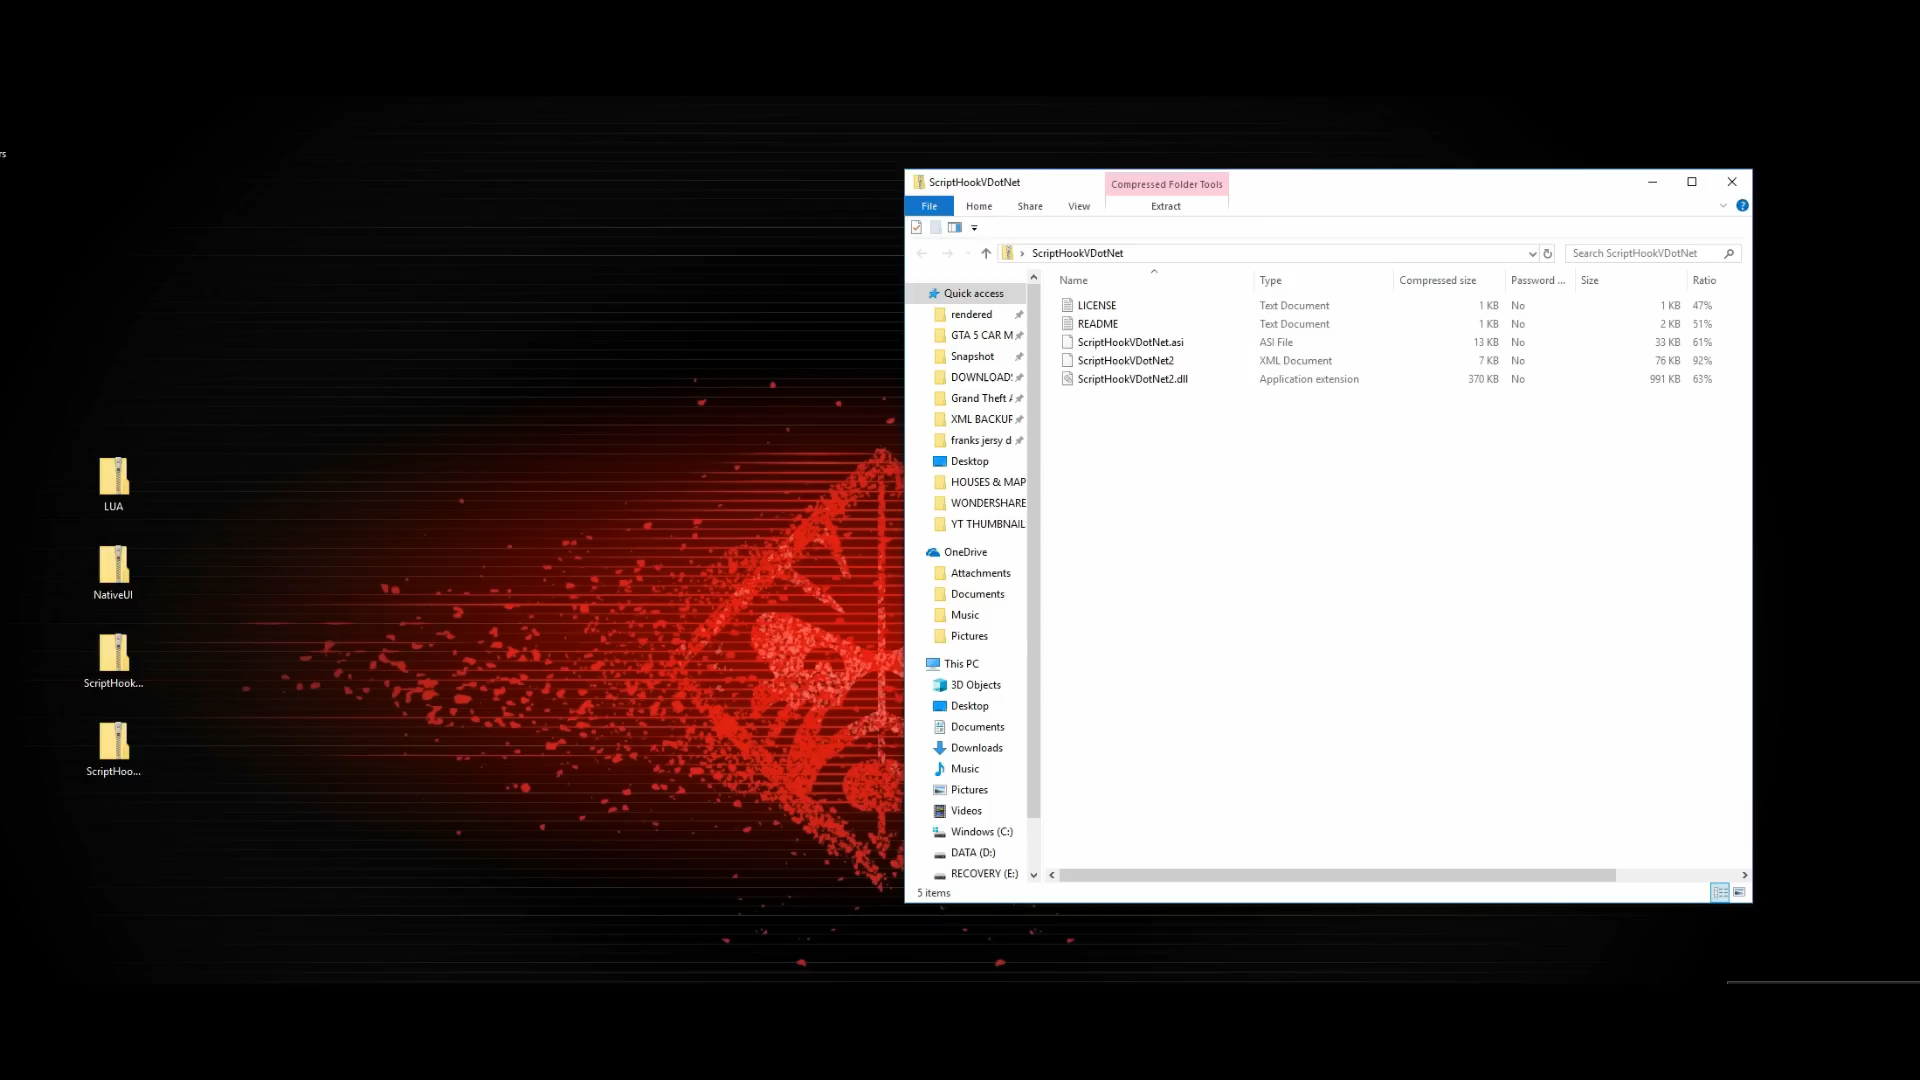 rs
LUA
NativeUI
ScriptHook...
ScriptHoo...
ScriptHookVDotNet
Compressed Folder Tools
File Home Share View Extract
ScriptHookVDotNet
Search ScriptHookVDotNet
Quick access
rendered
GTA 5 CAR M
Snapshot
DOWNLOAD
Grand Theft
XML BACKUP
franks jersy d
Desktop
HOUSES & MAP
WONDERSHARE
YT THUMBNAIL
OneDrive
Attachments
Documents
Music
Pictures
This PC
3D Objects
Desktop
Documents
Downloads
Music
Pictures
Videos
Windows (C:)
DATA (D:)
RECOVERY (E:)
Name Type Compressed size Password ... Size Ratio
LICENSE Text Document 1 KB No 1 KB 47%
README Text Document 1 KB No 2 KB 51%
ScriptHookVDotNet.asi ASI File 13 KB No 33 KB 61%
ScriptHookVDotNet2 XML Document 7 KB No 76 KB 92%
ScriptHookVDotNet2.dll Application extension 370 KB No 991 KB 63%
5 items